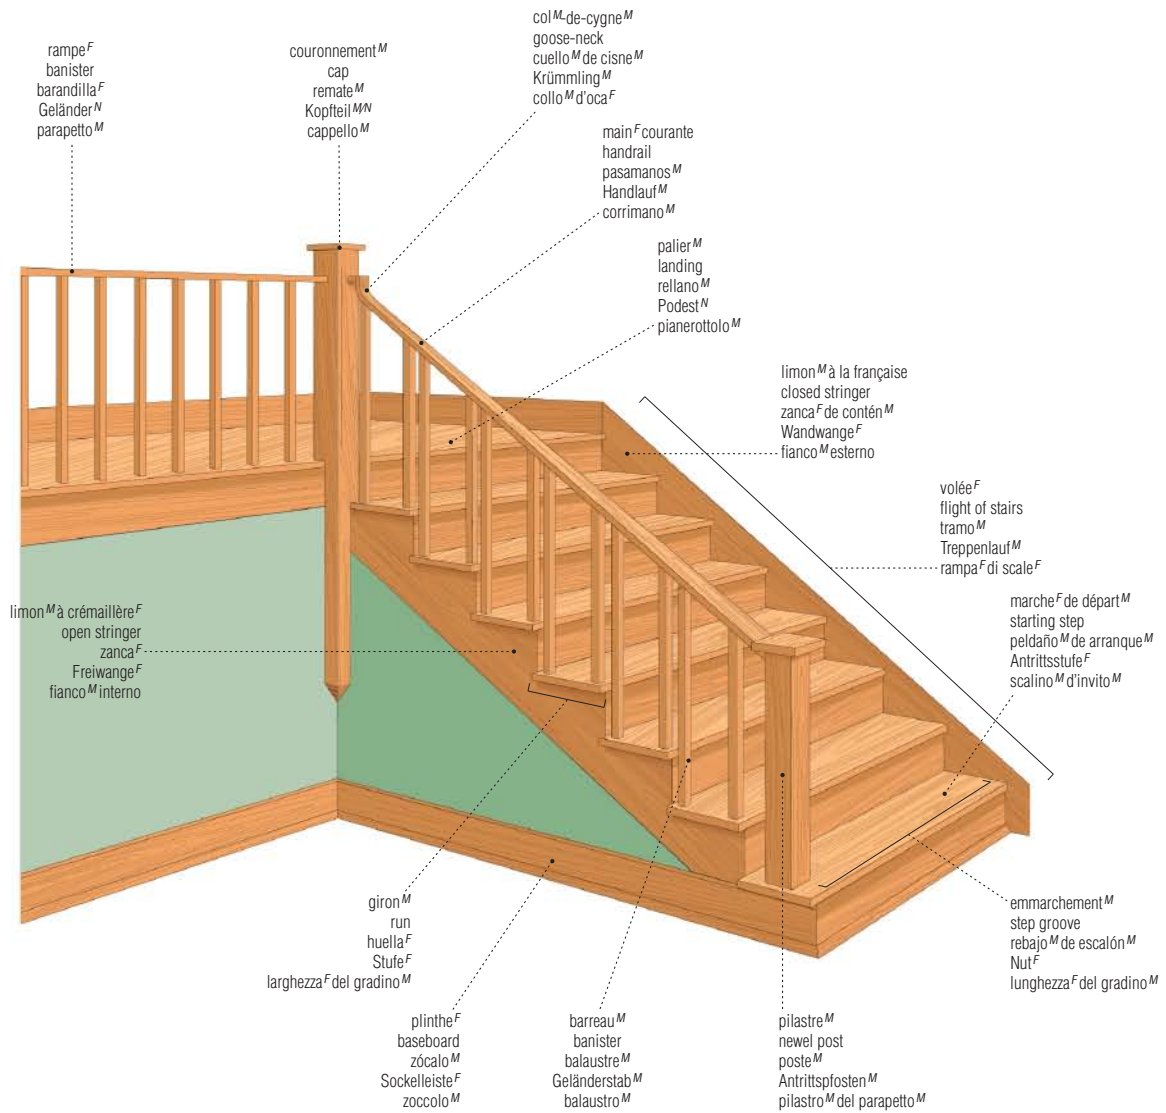 col M-de-cygne M
goose-neck
cuello M de cisne M
Krümmling M
collo M d'oca F
rampe F
banister
barandilla F
Geländer N
parapetto M
couronnement M
cap
remate M
Kopfteil M/N
cappello M
main F courante
handrail
pasamanos M
Handlauf M
corrimano M
palier M
landing
rellano M
Podest N
pianerottolo M
limon M à la française
closed stringer
zanca F de contén M
Wandwange F
fianco M esterno
volée F
flight of stairs
tramo M
Treppenlauf M
rampa F di scale F
limon M à crémaillère F
open stringer
zanca F
Freiwange F
fianco M interno
marche F de départ M
starting step
peldaño M de arranque M
Antrittsstufe F
scalino M d'invito M
giron M
run
huella F
Stufe F
larghezza F del gradino M
emmarchement M
step groove
rebajo M de escalón M
Nut F
lunghezza F del gradino M
plinthe F
baseboard
zócalo M
Sockelleiste F
zoccolo M
barreau M
banister
balaustre M
Geländerstab M
balaustro M
pilastre M
newel post
poste M
Antrittspfosten M
pilastro M del parapetto M